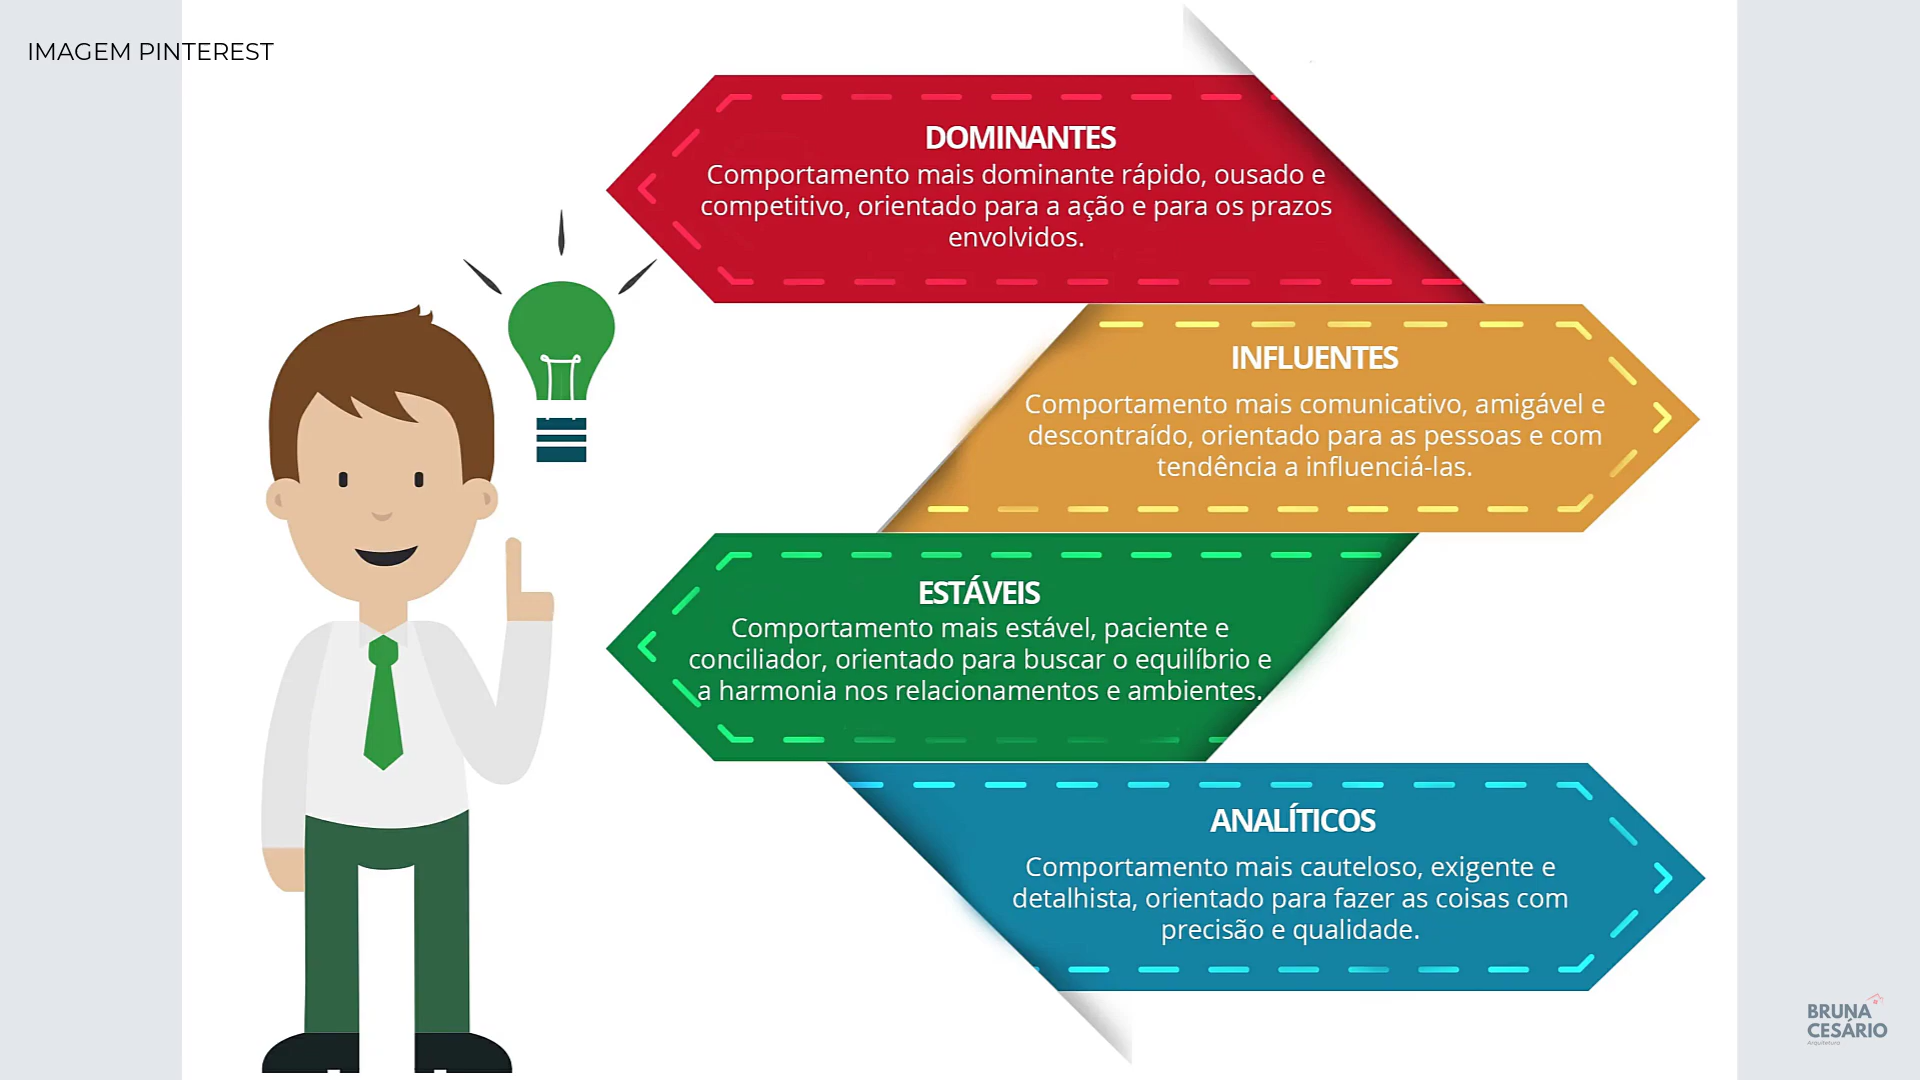 IMAGEM PINTEREST
DOMINANTES
Comportamento mais dominante rápido, ousado e
competitivo, orientado para a ação e para os prazos
envolvidos.
INFLUENTES
Comportamento mais comunicativo, amigável e
descontraído, orientado para as pessoas e com
tendência a influenciá-las.
ESTÁVEIS
Comportamento mais estável, paciente e
conciliador, orientado para buscar o equilíbrio e
a harmonia nos relacionamentos e ambientes.
ANALÍTICOS
Comportamento mais cauteloso, exigente e
detalhista, orientado para fazer as coisas com
precisão e qualidade.
BRUNA
CESÁRIO
Arquitetura